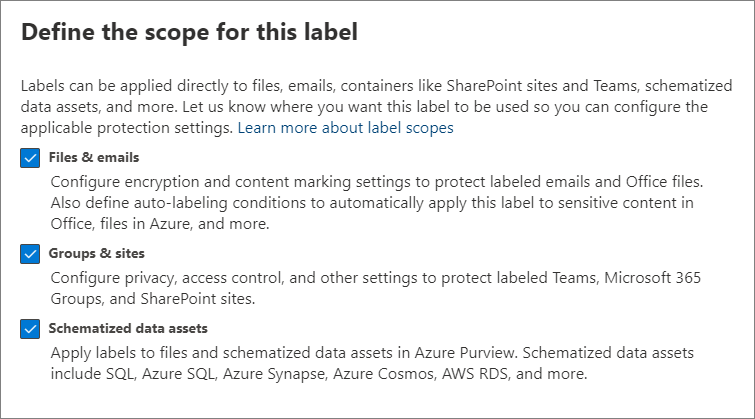 Define the scope for this label
Labels can be applied directly to files, emails, containers like SharePoint sites and Teams, schematized
data assets, and more. Let us know where you want this label to be used so you can configure the
applicable protection settings. Learn more about label scopes
Files & emails
Configure encryption and content marking settings to protect labeled emails and Office files.
Also define auto-labeling conditions to automatically apply this label to sensitive content in
Office, files in Azure, and more.
Groups & sites
Configure privacy, access control, and other settings to protect labeled Teams, Microsoft 365
Groups, and SharePoint sites.
Schematized data assets
Apply labels to files and schematized data assets in Azure Purview. Schematized data assets
include SQL, Azure SQL, Azure Synapse, Azure Cosmos, AWS RDS, and more.